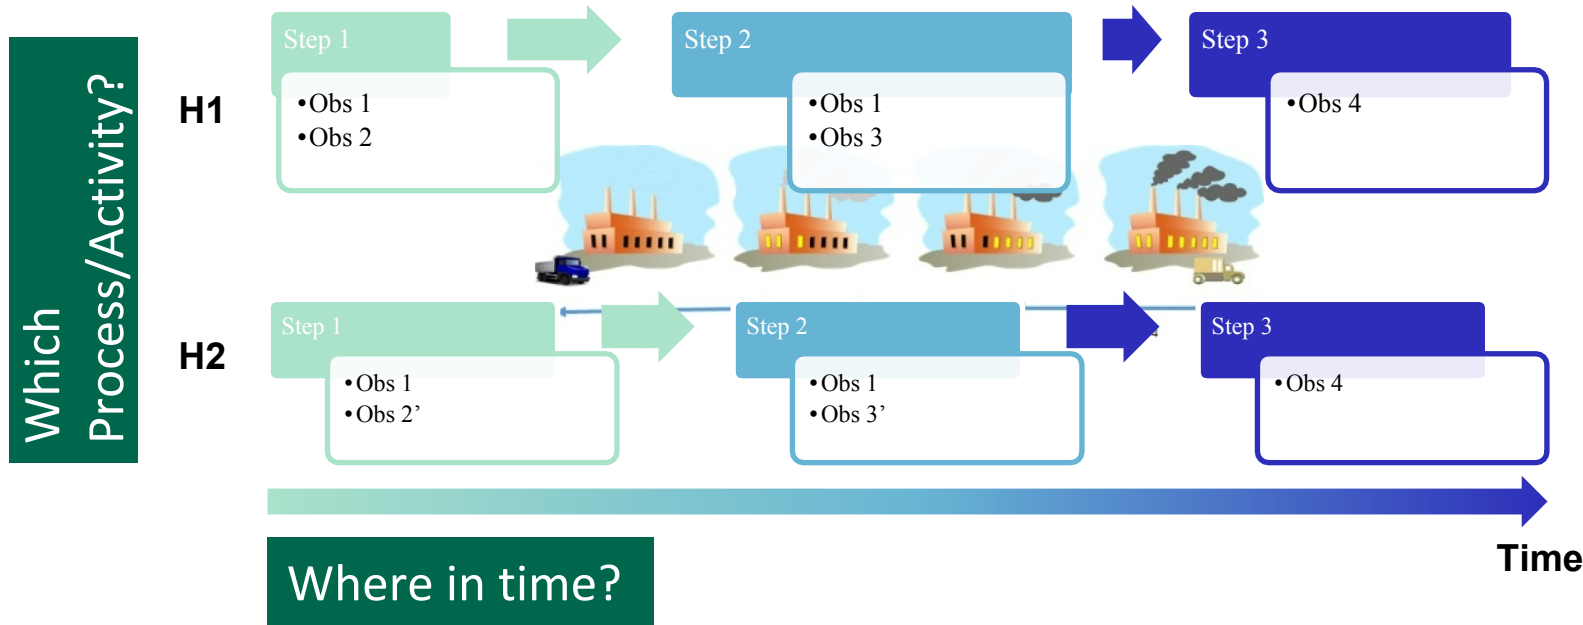 Which
Process/Activity?
H1
Step 1
•Obs 1
•Obs 2
Step 2
•Obs 1
•Obs 3
Step 3
•Obs 4
H2
Step 1
•Obs 1
•Obs 2’
Step 2
•Obs 1
•Obs 3’
Step 3
•Obs 4
Time
Where in time?